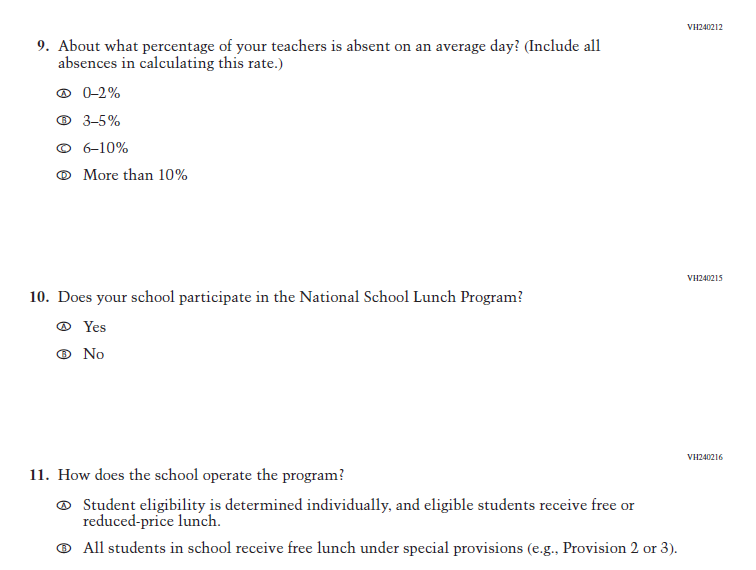 VH240212
9. About what percentage of your teachers is absent on an average day? (Include all
absences in calculating this rate.)
Ⓐ 0–2%
Ⓑ 3–5%
Ⓒ 6–10%
Ⓓ More than 10%
VH240215
10. Does your school participate in the National School Lunch Program?
Ⓐ Yes
Ⓑ No
VH240216
11. How does the school operate the program?
Ⓐ Student eligibility is determined individually, and eligible students receive free or
reduced-price lunch.
Ⓑ All students in school receive free lunch under special provisions (e.g., Provision 2 or 3).